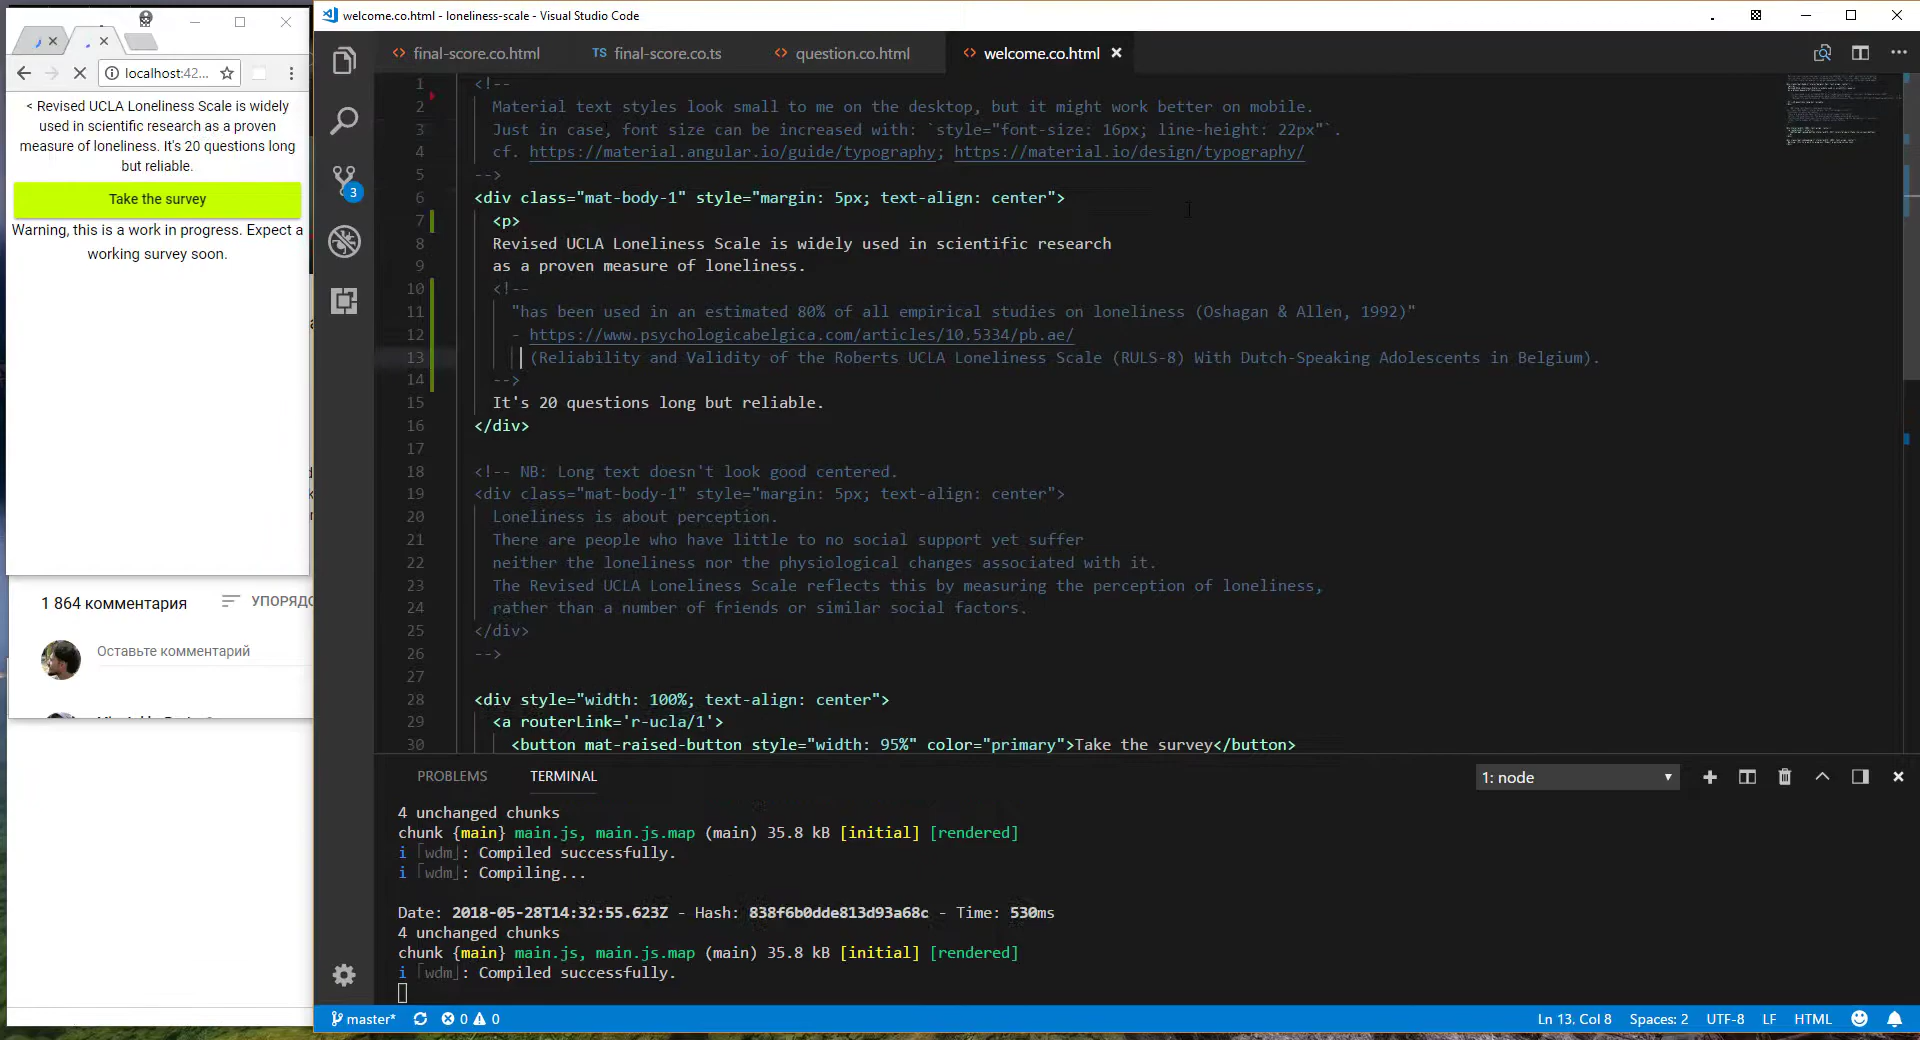 localhost:42...
< Revised UCLA Loneliness Scale is widely
used in scientific research as a proven
measure of loneliness. It's 20 questions long
but reliable.
Take the survey
Warning, this is a work in progress. Expect a
working survey soon.
1 864 комментария
УПОРЯДО
Оставьте комментарий
welcome.co.html - loneliness-scale - Visual Studio Code
final-score.co.html
TS final-score.co.ts
question.co.html
welcome.co.html
3
1 <!--
2 Material text styles look small to me on the desktop, but it might work better on mobile.
3 Just in case, font size can be increased with: `style="font-size: 16px; line-height: 22px"`.
4 cf. https://material.angular.io/guide/typography; https://material.io/design/typography/
5 -->
6 <div class="mat-body-1" style="margin: 5px; text-align: center">
7 <p>
8 Revised UCLA Loneliness Scale is widely used in scientific research
9 as a proven measure of loneliness.
10 <!--
11 "has been used in an estimated 80% of all empirical studies on loneliness (Oshagan & Allen, 1992)"
12 - https://www.psychologicabelgica.com/articles/10.5334/pb.ae/
13 (Reliability and Validity of the Roberts UCLA Loneliness Scale (RULS-8) With Dutch-Speaking Adolescents in Belgium).
14 -->
15 It's 20 questions long but reliable.
16 </div>
17
18 <!-- NB: Long text doesn't look good centered.
19 <div class="mat-body-1" style="margin: 5px; text-align: center">
20 Loneliness is about perception.
21 There are people who have little to no social support yet suffer
22 neither the loneliness nor the physiological changes associated with it.
23 The Revised UCLA Loneliness Scale reflects this by measuring the perception of loneliness,
24 rather than a number of friends or similar social factors.
25 </div>
26 -->
27
28 <div style="width: 100%; text-align: center">
29 <a routerLink='r-ucla/1'>
30 <button mat-raised-button style="width: 95%" color="primary">Take the survey</button>
PROBLEMS TERMINAL 1: node
4 unchanged chunks
chunk {main} main.js, main.js.map (main) 35.8 kB [initial] [rendered]
i ｢wdm｣: Compiled successfully.
i ｢wdm｣: Compiling...
Date: 2018-05-28T14:32:55.623Z - Hash: 838f6b0dde813d93a68c - Time: 530ms
4 unchanged chunks
chunk {main} main.js, main.js.map (main) 35.8 kB [initial] [rendered]
i ｢wdm｣: Compiled successfully.
master* 0 0 Ln 13, Col 8 Spaces: 2 UTF-8 LF HTML